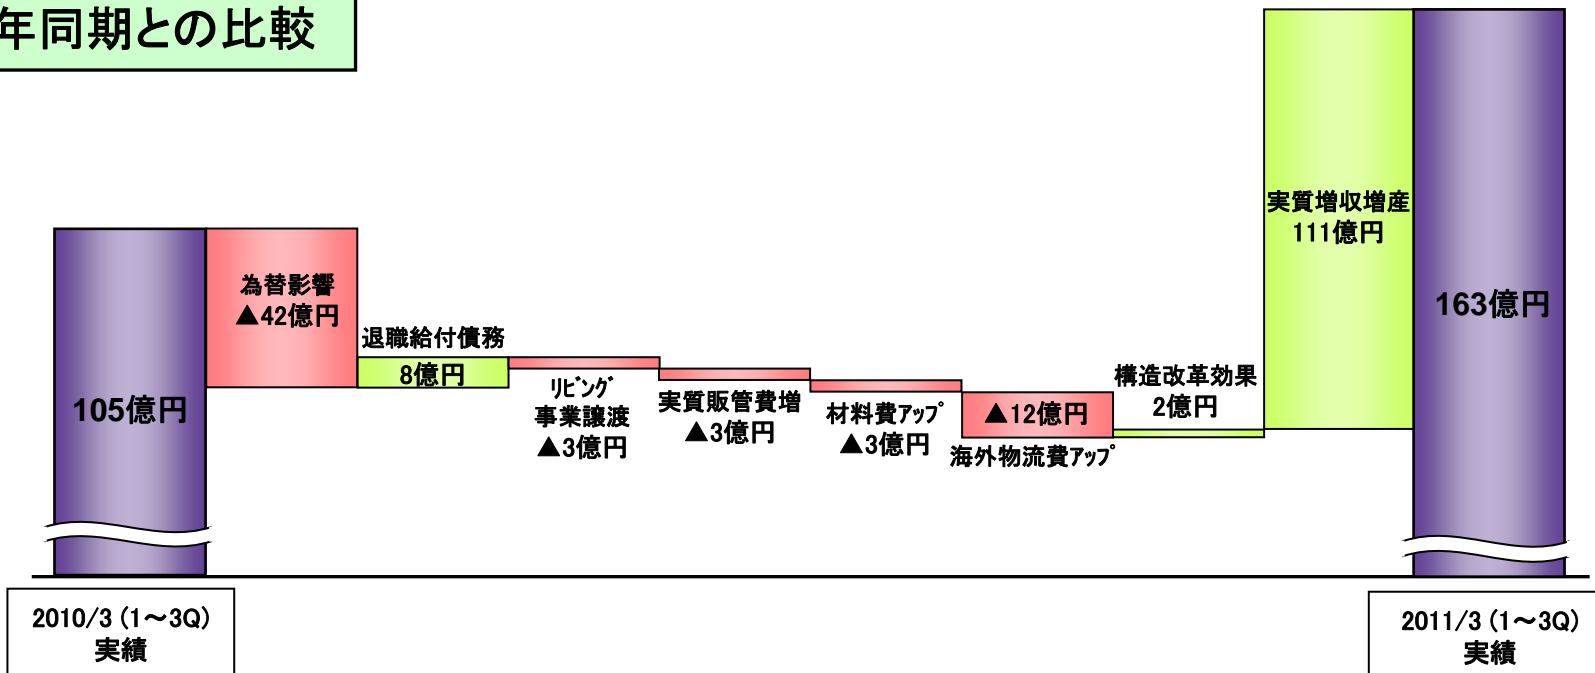 年同期との比較
105億円
為替影響
▲42億円
退職給付債務
8億円
ﾘﾋﾞﾝｸﾞ
事業譲渡
▲3億円
実質販管費増
▲3億円
材料費ｱｯﾌﾟ
▲3億円
▲12億円
海外物流費ｱｯﾌﾟ
構造改革効果
2億円
実質増収増産
111億円
163億円
2010/3 (1～3Q)
実績
2011/3 (1～3Q)
実績